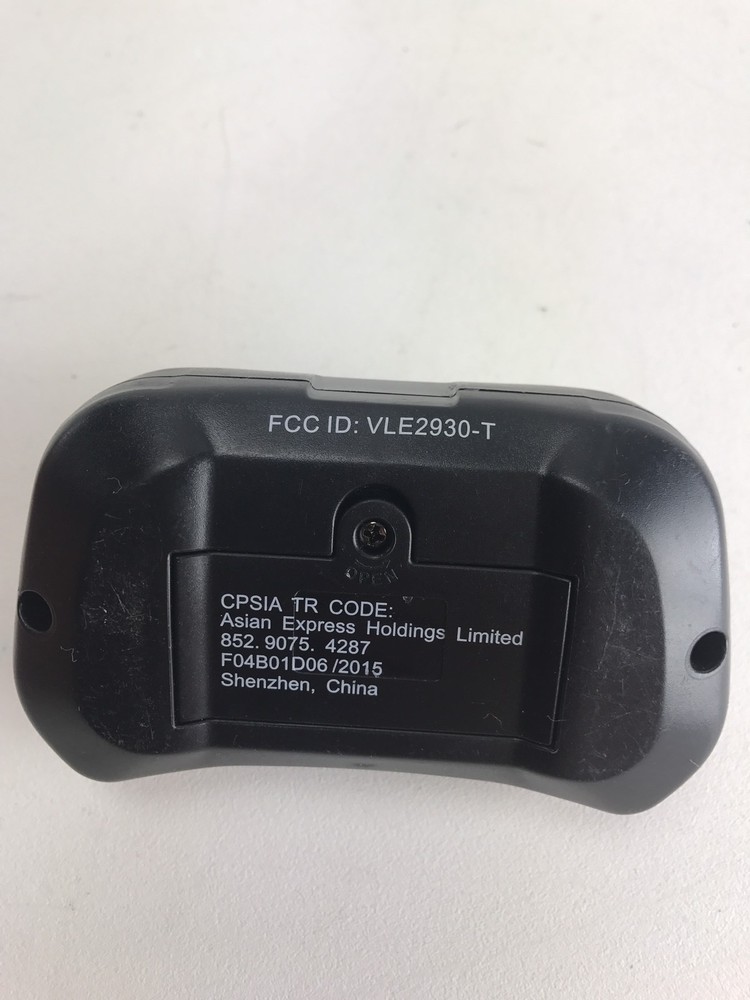 FCC ID: VLE2930-T
OPEN
CPSIA TR CODE:
Asian Express Holdings Limited
852. 9075. 4287
F04B01D06/2015
Shenzhen, China